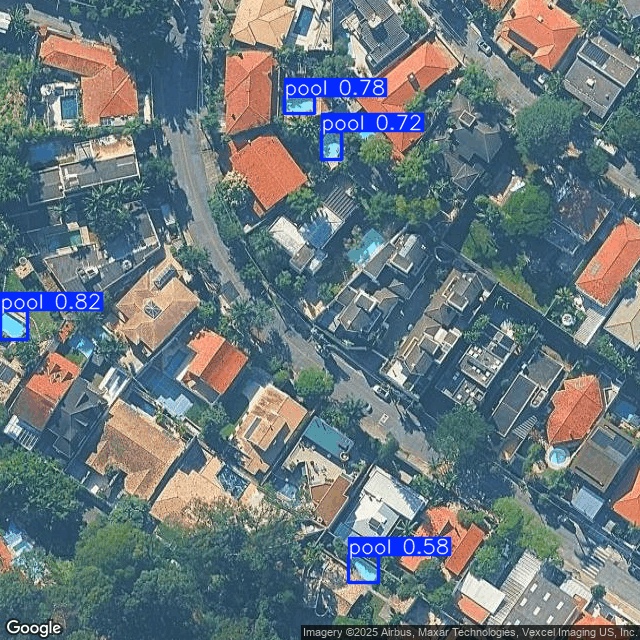 pool 0.78
pool 0.72
pool 0.82
pool 0.58
Google
Imagery ©2025 Airbus, Maxar Technologies, Vexcel Imaging US, Inc.